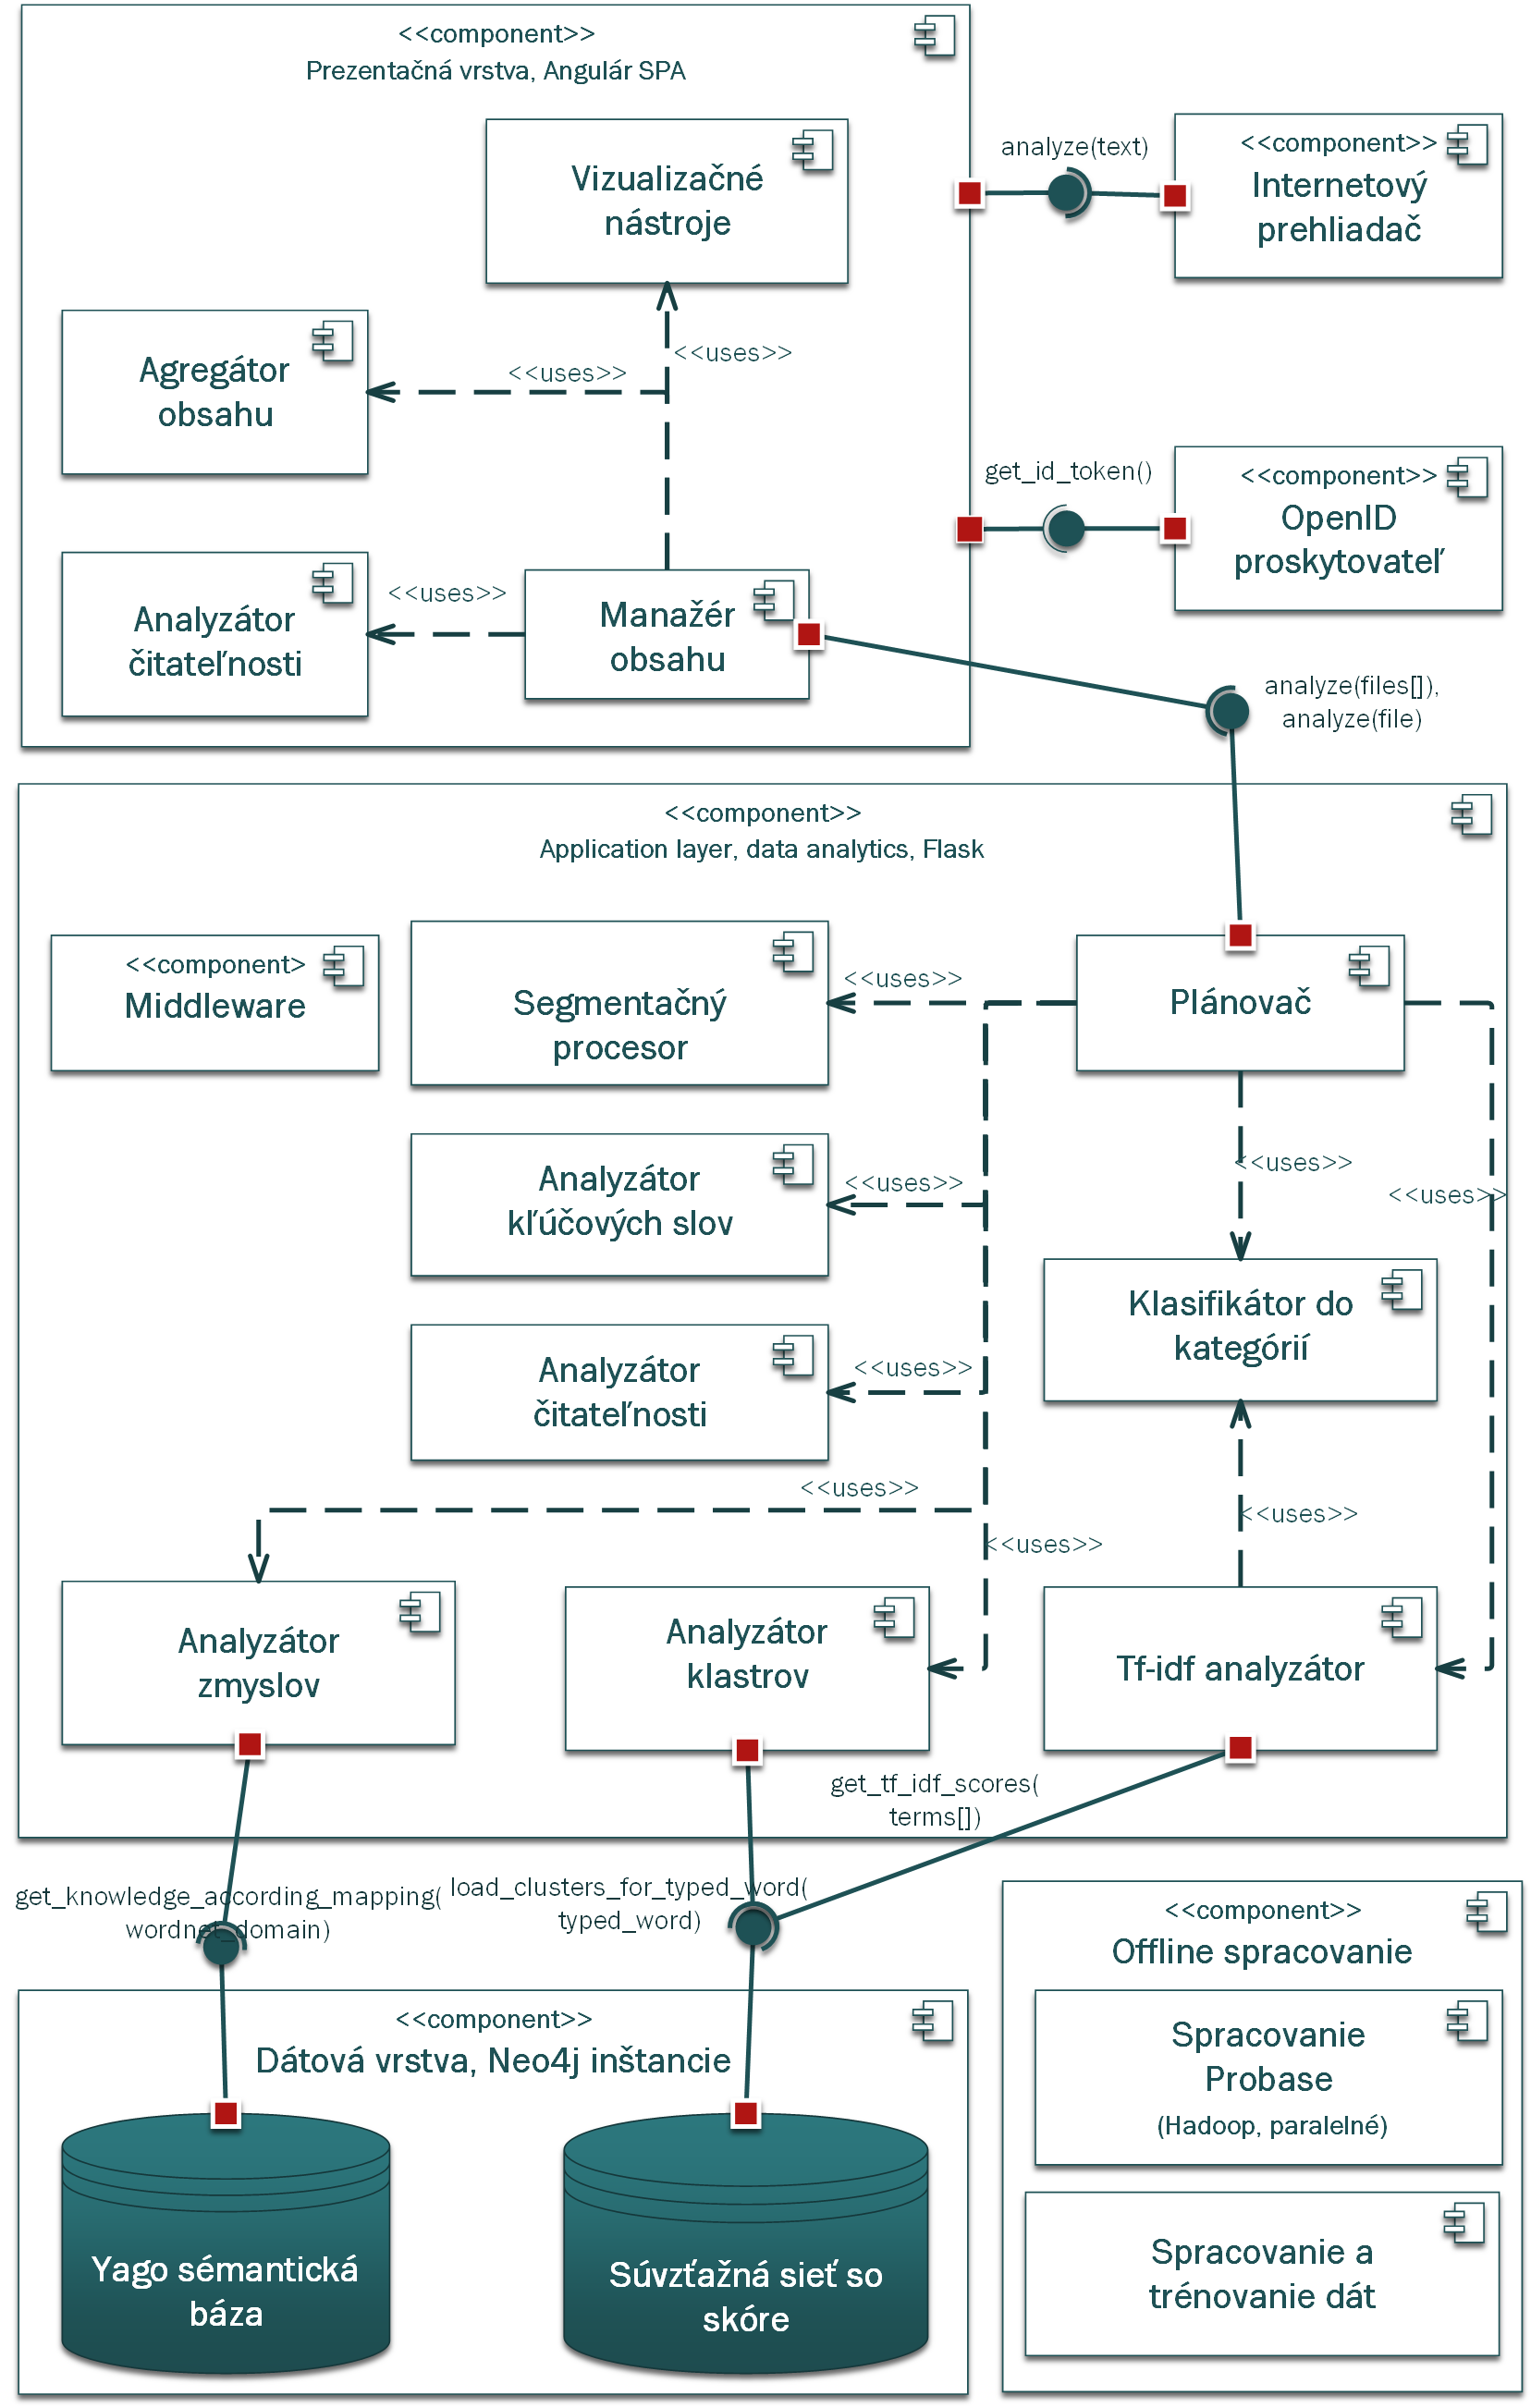 <<component>>
Prezentačná vrstva, Angulár SPA
Vizualizačné
nástroje
analyze(text)
<<component>>
Internetový
prehliadač
<<uses>>
Agregátor
obsahu
<<uses>>
get_id_token()
<<component>>
OpenID
proskytovateľ
Analyzátor
čitateľnosti
<<uses>>
Manažér
obsahu
analyze(files[]),
analyze(file)
<<component>>
Application layer, data analytics, Flask
<<component>
Middleware
Segmentačný
procesor
<<uses>>
Plánovač
Analyzátor
kľúčových slov
<<uses>>
<<uses>>
<<uses>>
Klasifikátor do
kategórií
Analyzátor
čitateľnosti
<<uses>>
<<uses>>
<<uses>>
<<uses>>
Analyzátor
zmyslov
Analyzátor
klastrov
Tf-idf analyzátor
get_tf_idf_scores(
terms[])
get_knowledge_according_mapping(
wordnet_domain)
load_clusters_for_typed_word(
typed_word)
<<component>>
Offline spracovanie
Spracovanie
Probase
(Hadoop, paralelné)
Spracovanie a
trénovanie dát
<<component>>
Dátová vrstva, Neo4j inštancie
Yago sémantická
báza
Súvzťažná sieť so
skóre